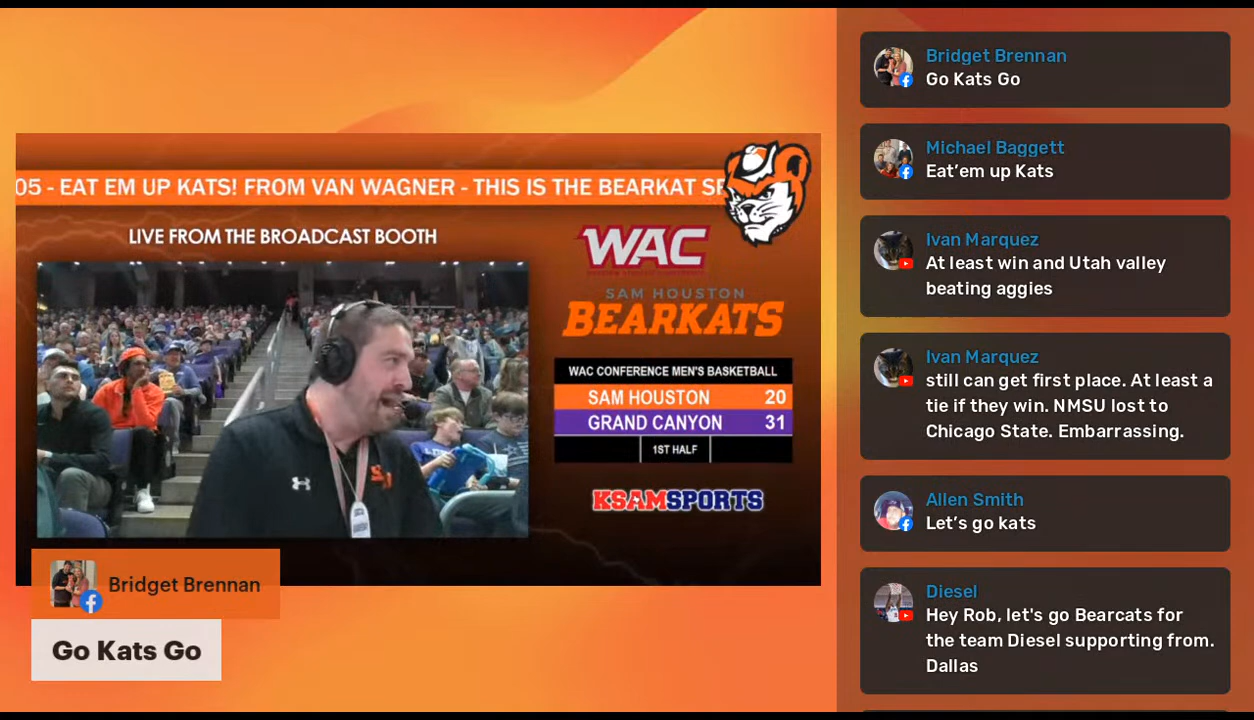 05 - EAT EM UP KATS! FROM VAN WAGNER - THIS IS THE BEARKAT
LIVE FROM THE BROADCAST BOOTH
WAC
SAM HOUSTON
BEARKATS
WAC CONFERENCE MEN'S BASKETBALL
SAM HOUSTON 20
GRAND CANYON 31
1ST HALF
KSAMSPORTS
Bridget Brennan
Go Kats Go
Bridget Brennan
Go Kats Go
Michael Baggett
Eat’em up Kats
Ivan Marquez
At least win and Utah valley
beating aggies
Ivan Marquez
still can get first place. At least a
tie if they win. NMSU lost to
Chicago State. Embarrassing.
Allen Smith
Let’s go kats
Diesel
Hey Rob, let's go Bearcats for
the team Diesel supporting from.
Dallas